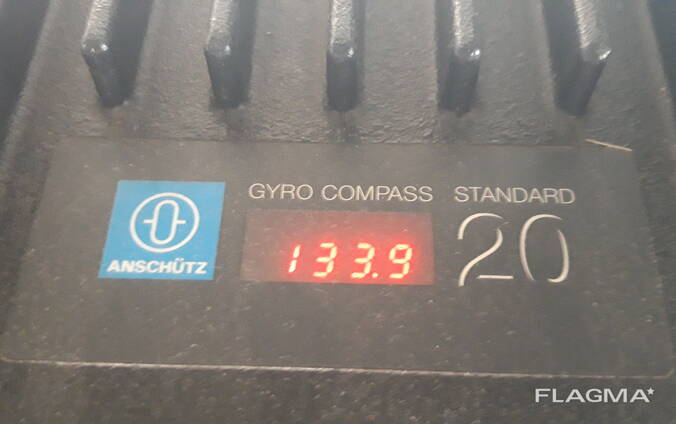 GYRO COMPASS STANDARD
ANSCHÜTZ
133.9
20
FLAGMA*